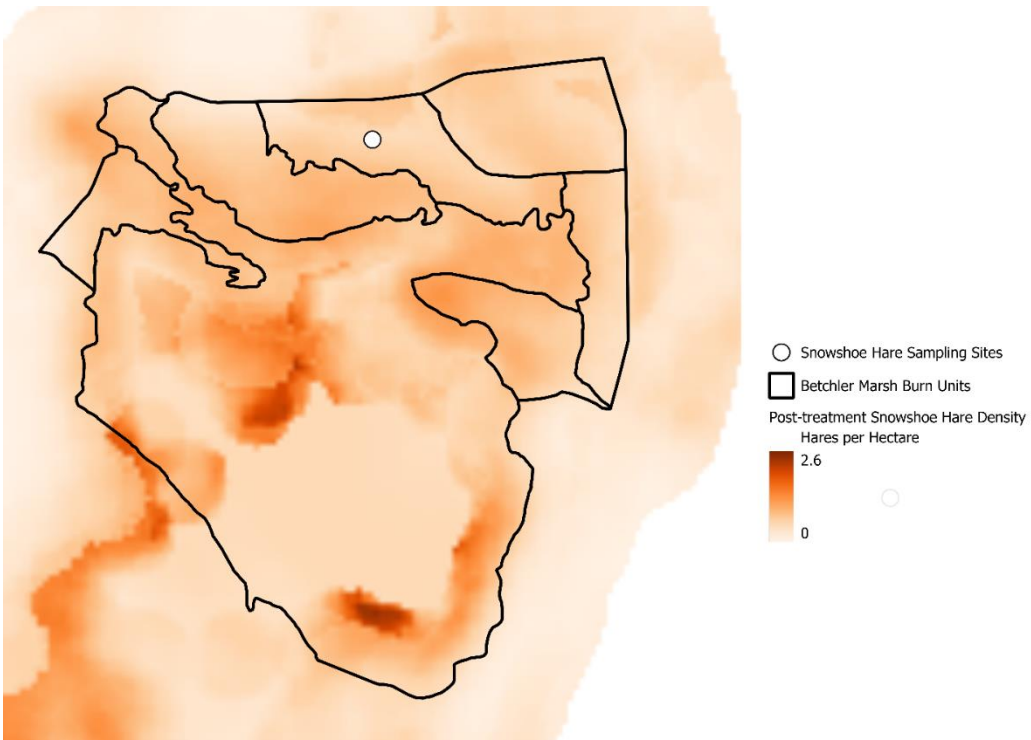 Snowshoe Hare Sampling Sites
Betchler Marsh Burn Units
Post-treatment Snowshoe Hare Density
Hares per Hectare
2.6
0